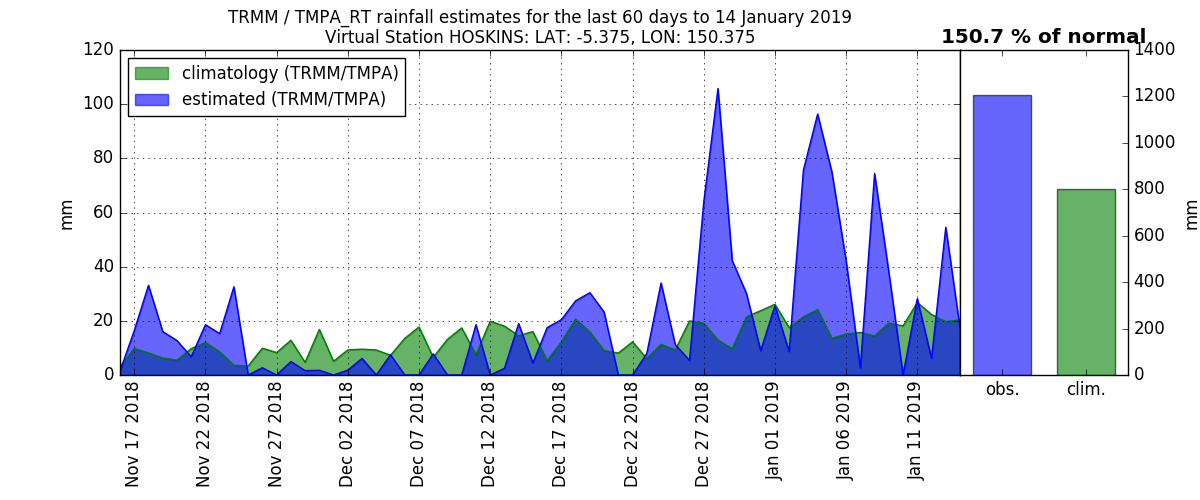 TRMM / TMPA_RT rainfall estimates for the last 60 days to 14 January 2019
Virtual Station HOSKINS: LAT: -5.375, LON: 150.375
150.7 % of normal
climatology (TRMM/TMPA)
estimated (TRMM/TMPA)
mm
120
100
80
60
40
20
0
Nov 17 2018
Nov 22 2018
Nov 27 2018
Dec 02 2018
Dec 07 2018
Dec 12 2018
Dec 17 2018
Dec 22 2018
Dec 27 2018
Jan 01 2019
Jan 06 2019
Jan 11 2019
obs.
clim.
1400
1200
1000
800
600
400
200
0
mm